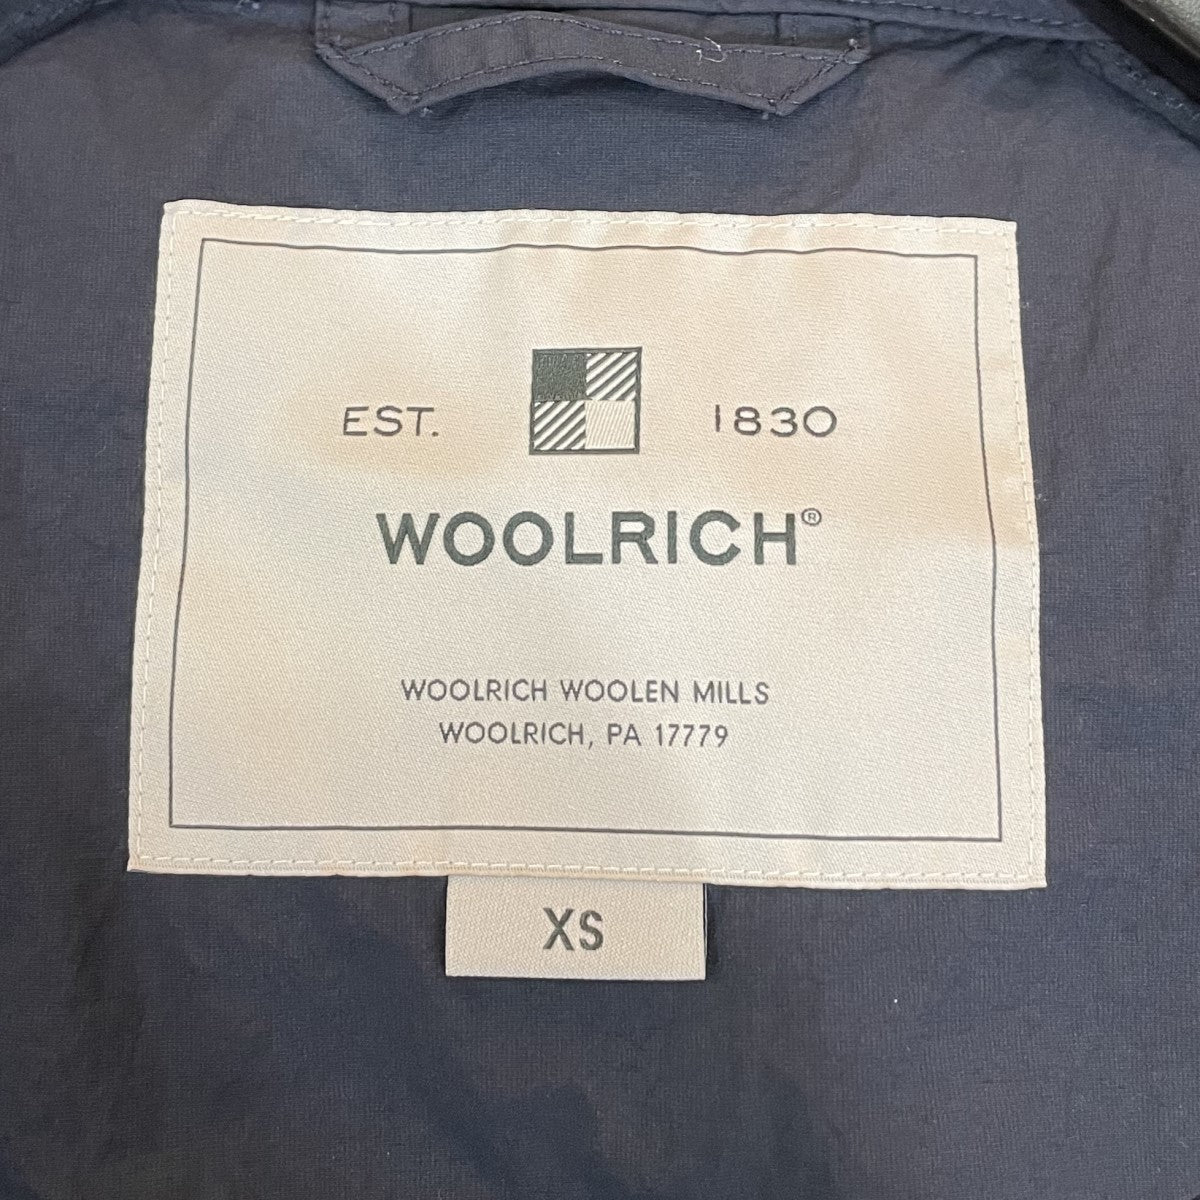 EST. 1830
WOOLRICH®
WOOLRICH WOOLEN MILLS
WOOLRICH, PA 17779
XS